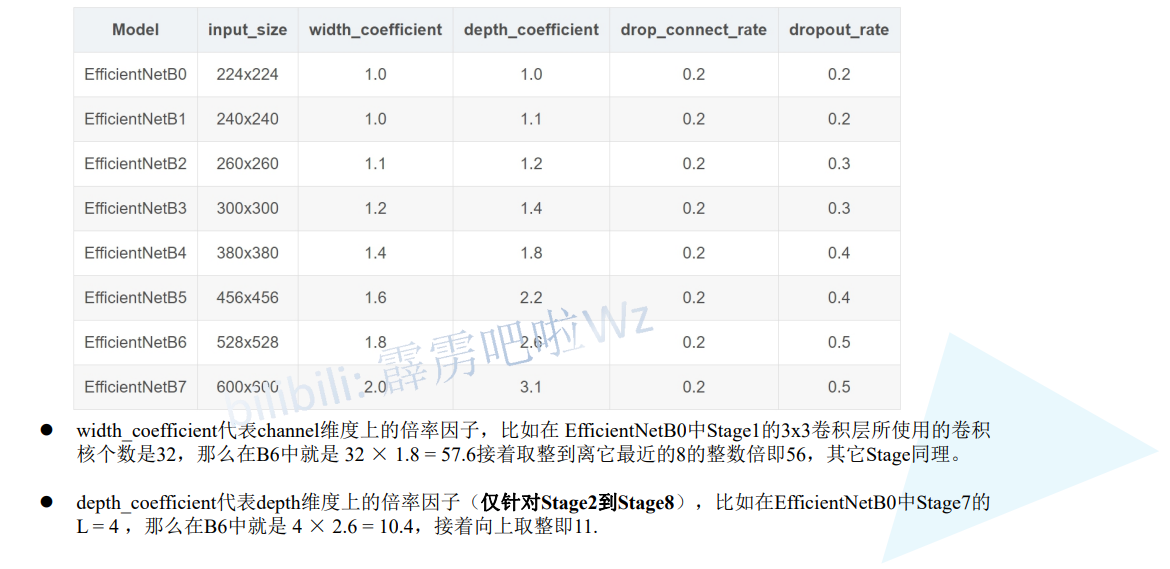 Model input_size width_coefficient depth_coefficient drop_connect_rate dropout_rate
EfficientNetB0 224x224 1.0 1.0 0.2 0.2
EfficientNetB1 240x240 1.0 1.1 0.2 0.2
EfficientNetB2 260x260 1.1 1.2 0.2 0.3
EfficientNetB3 300x300 1.2 1.4 0.2 0.3
EfficientNetB4 380x380 1.4 1.8 0.2 0.4
EfficientNetB5 456x456 1.6 2.2 0.2 0.4
EfficientNetB6 528x528 1.8 2.6 0.2 0.5
EfficientNetB7 600x600 2.0 3.1 0.2 0.5
bilibili: 霹雳吧啦Wz
● width_coefficient代表channel维度上的倍率因子，比如在 EfficientNetB0中Stage1的3x3卷积层所使用的卷积
核个数是32，那么在B6中就是 32 × 1.8 = 57.6接着取整到离它最近的8的整数倍即56，其它Stage同理。
● depth_coefficient代表depth维度上的倍率因子（仅针对Stage2到Stage8），比如在EfficientNetB0中Stage7的
L = 4 ，那么在B6中就是 4 × 2.6 = 10.4，接着向上取整即11.